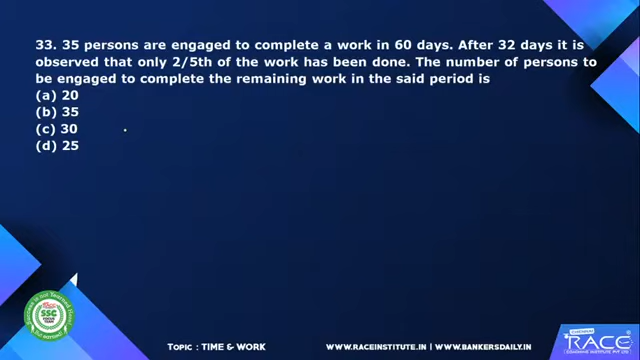 33. 35 persons are engaged to complete a work in 60 days. After 32 days it is
observed that only 2/5th of the work has been done. The number of persons to
be engaged to complete the remaining work in the said period is
(a) 20
(b) 35
(c) 30
(d) 25
SSC
Topic : TIME & WORK
WWW.RACEINSTITUTE.IN | WWW.BANKERSDAILY.IN
RACE